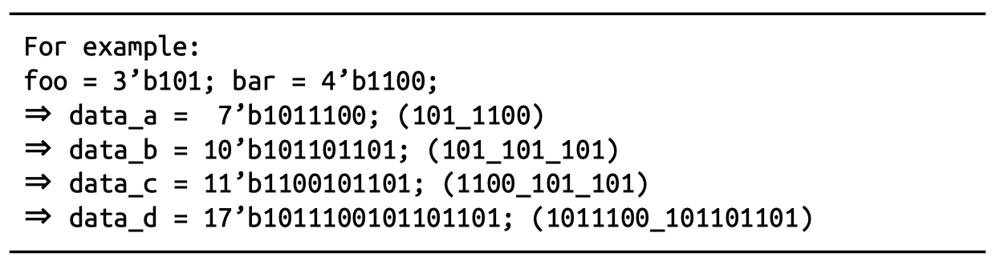 For example:
foo = 3’b101; bar = 4’b1100;
⇒ data_a =  7’b1011100; (101_1100)
⇒ data_b = 10’b101101101; (101_101_101)
⇒ data_c = 11’b1100101101; (1100_101_101)
⇒ data_d = 17’b1011100101101101; (1011100_101101101)